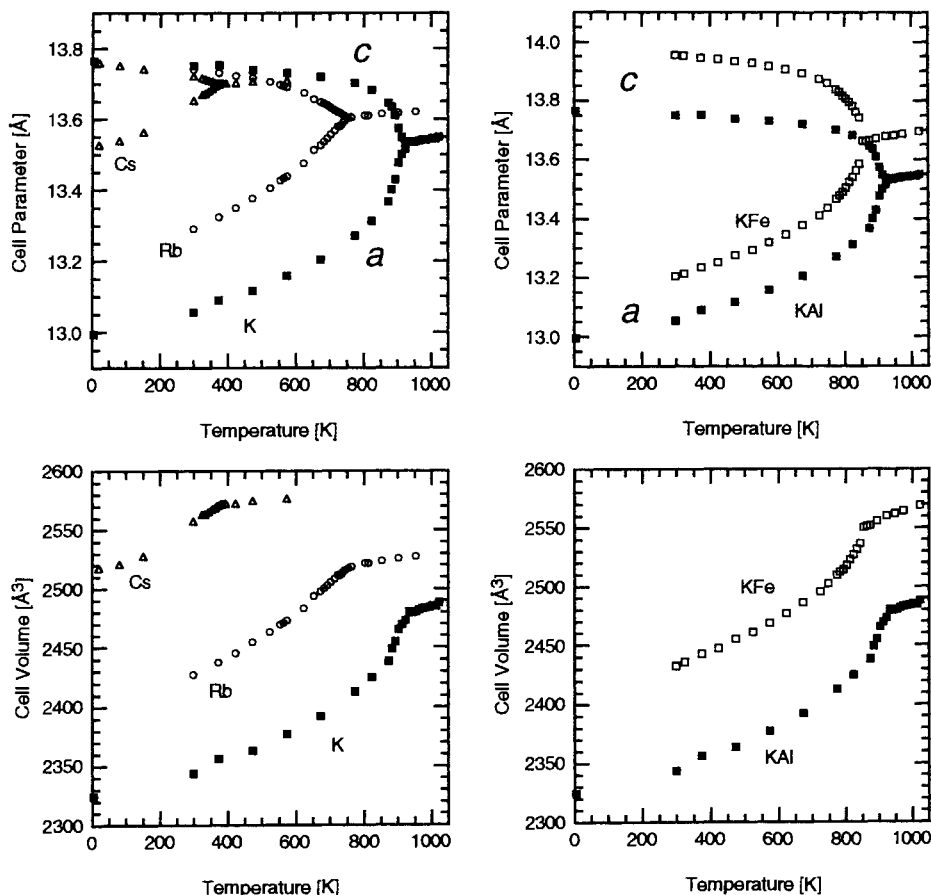 Cell Parameter [Å]
13.8
13.6
13.4
13.2
13.0
c
Cs
Rb
a
K
0 200 400 600 800 1000
Temperature [K]
Cell Parameter [Å]
14.0
13.8
13.6
13.4
13.2
13.0
c
KFe
a
KAl
0 200 400 600 800 1000
Temperature [K]
Cell Volume [Å³]
2600
2550
2500
2450
2400
2350
2300
Cs
Rb
K
0 200 400 600 800 1000
Temperature [K]
Cell Volume [Å³]
2600
2550
2500
2450
2400
2350
2300
KFe
KAl
0 200 400 600 800 1000
Temperature [K]